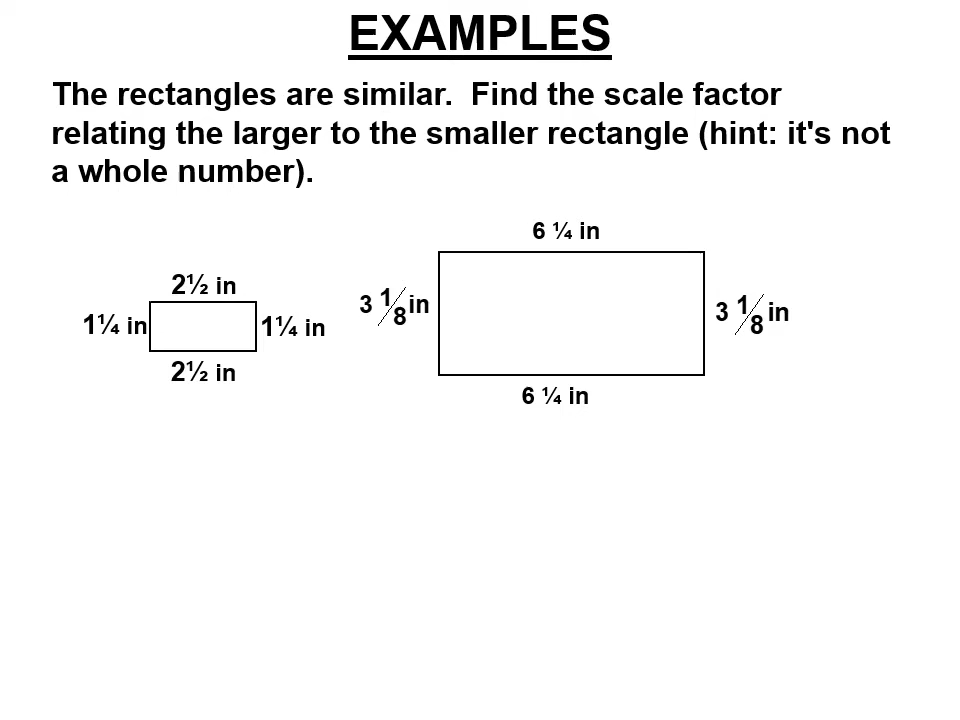 EXAMPLES
The rectangles are similar.  Find the scale factor
relating the larger to the smaller rectangle (hint: it's not
a whole number).
6 ¼ in
2½ in
3 1/8 in
3 1/8 in
1¼ in
1¼ in
2½ in
6 ¼ in